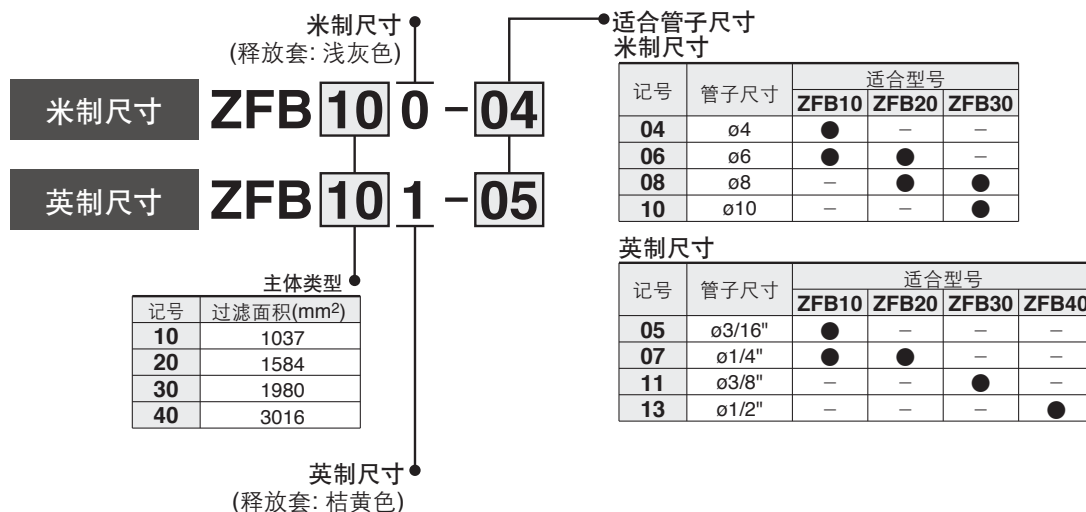 米制尺寸
(释放套: 浅灰色)
米制尺寸 ZFB 10 0 - 04
英制尺寸 ZFB 10 1 - 05
主体类型
记号 过滤面积(mm²)
10 1037
20 1584
30 1980
40 3016
英制尺寸
(释放套: 桔黄色)
适合管子尺寸
米制尺寸
记号 管子尺寸 适合型号
ZFB10 ZFB20 ZFB30
04 ø4 ● － －
06 ø6 ● ● －
08 ø8 － ● ●
10 ø10 － － ●
英制尺寸
记号 管子尺寸 适合型号
ZFB10 ZFB20 ZFB30 ZFB40
05 ø3/16" ● － － －
07 ø1/4" ● ● － －
11 ø3/8" － － ● －
13 ø1/2" － － － ●